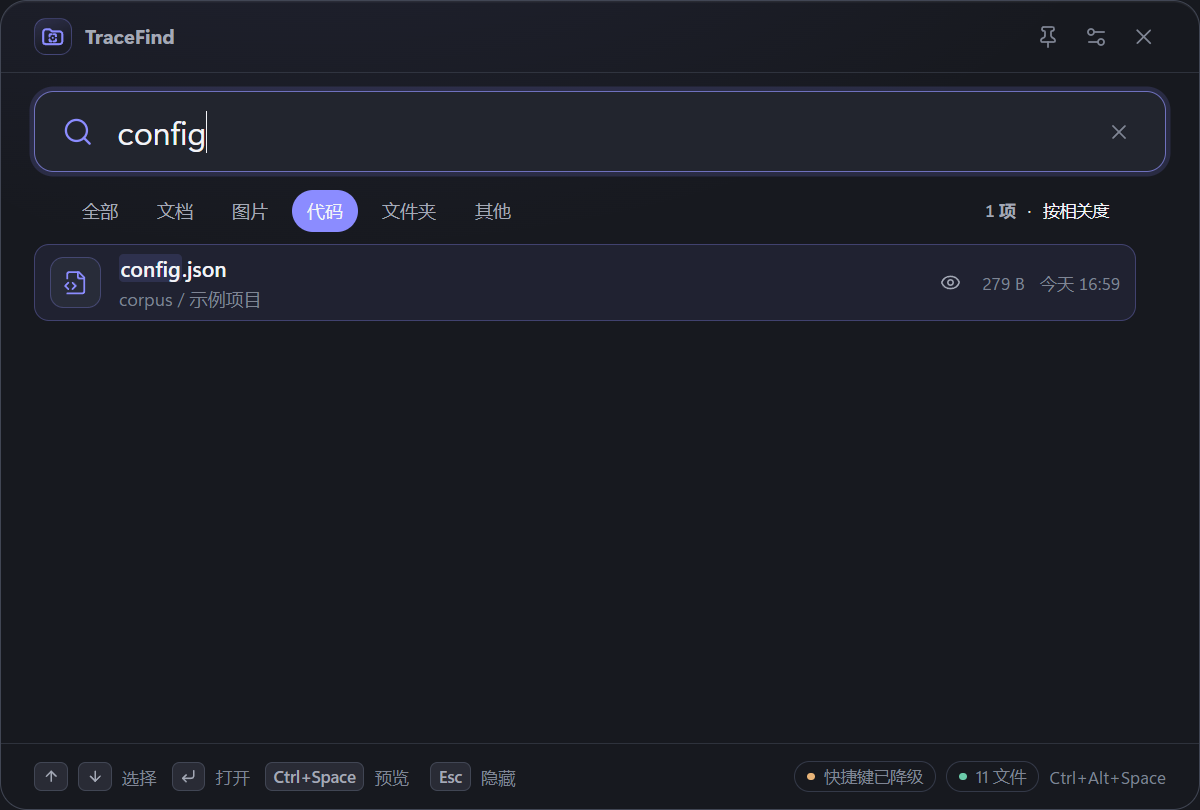 TraceFind
config
全部 文档 图片 代码 文件夹 其他 1 项 · 按相关度
config.json
corpus / 示例项目
279 B 今天 16:59
↑ ↓ 选择 ↵ 打开 Ctrl+Space 预览 Esc 隐藏 快捷键已降级 11 文件 Ctrl+Alt+Space